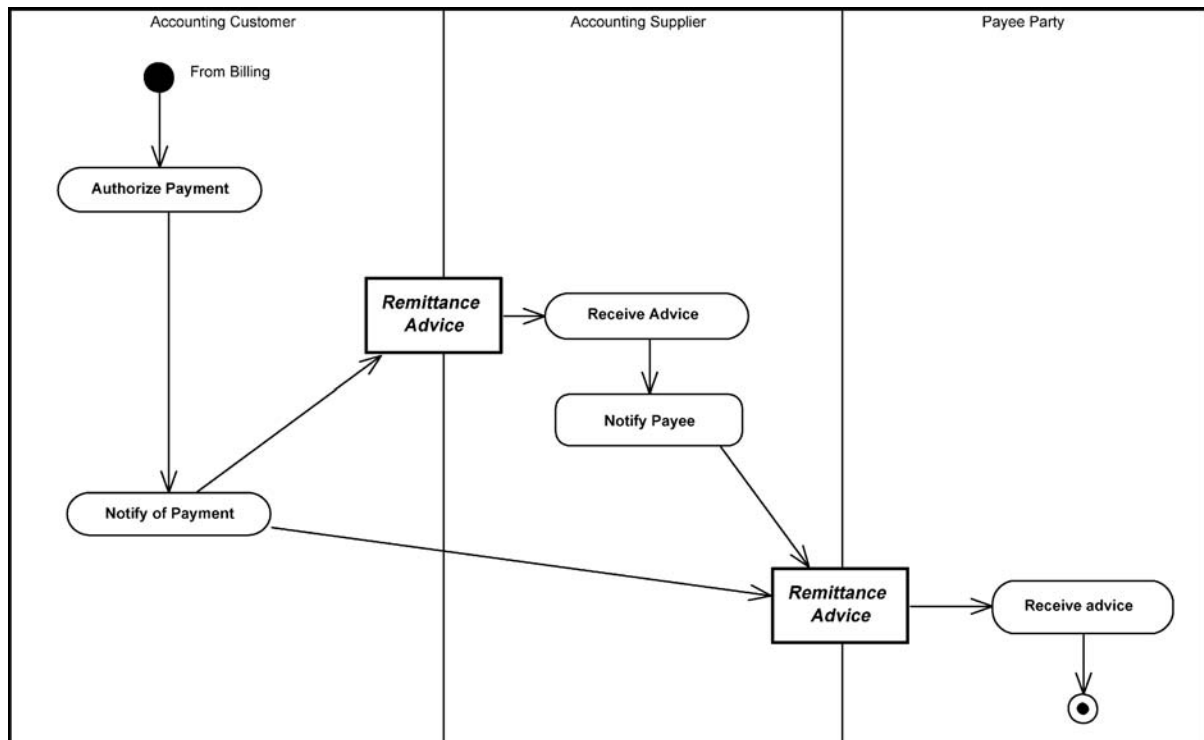 Accounting Customer
Accounting Supplier
Payee Party
From Billing
Authorize Payment
Remittance
Advice
Receive Advice
Notify Payee
Notify of Payment
Remittance
Advice
Receive advice